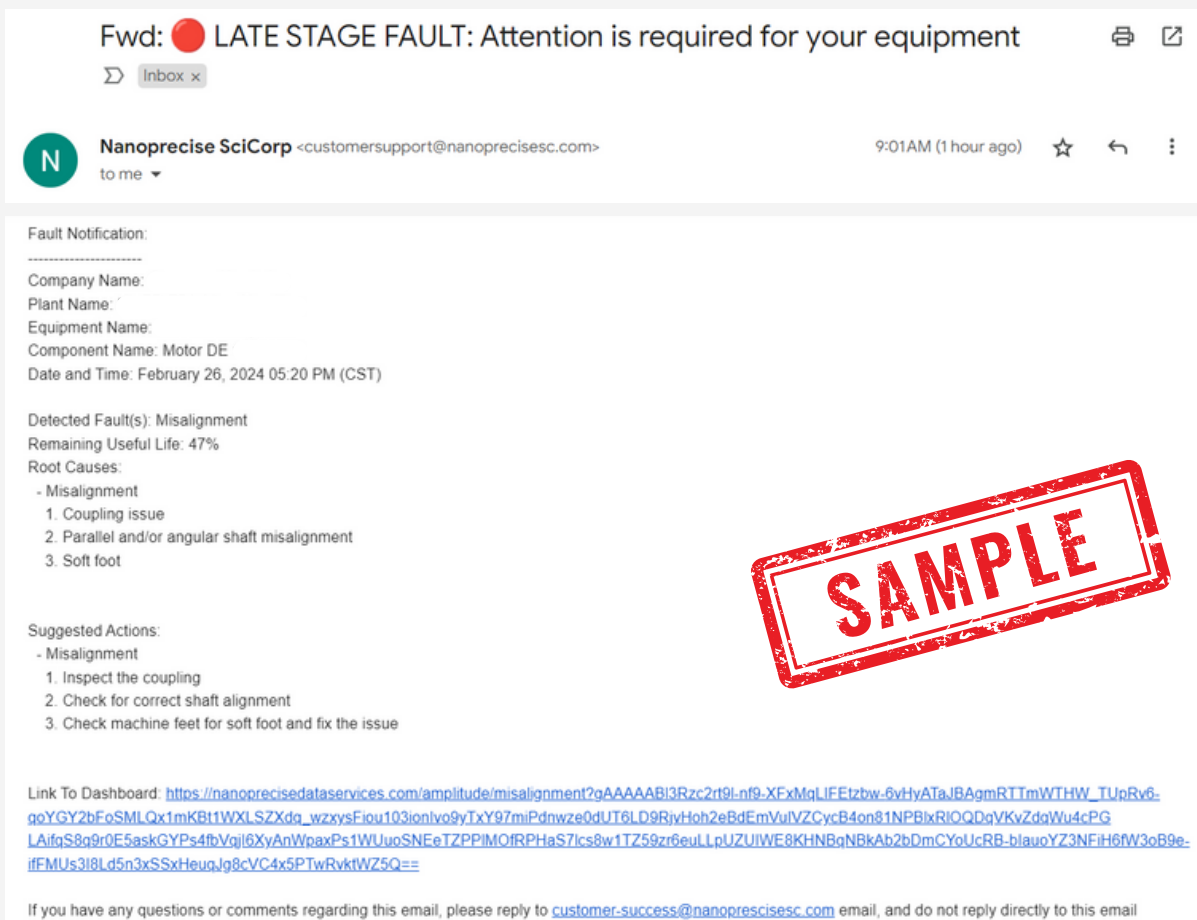 Fwd: 🔴 LATE STAGE FAULT: Attention is required for your equipment
Inbox x
N
Nanoprecise SciCorp <customersupport@nanoprecisesc.com>
9:01AM (1 hour ago)
to me
Fault Notification:
----------------------
Company Name:
Plant Name:
Equipment Name:
Component Name: Motor DE
Date and Time: February 26, 2024 05:20 PM (CST)
Detected Fault(s): Misalignment
Remaining Useful Life: 47%
Root Causes:
- Misalignment
1. Coupling issue
2. Parallel and/or angular shaft misalignment
3. Soft foot
SAMPLE
Suggested Actions:
- Misalignment
1. Inspect the coupling
2. Check for correct shaft alignment
3. Check machine feet for soft foot and fix the issue
Link To Dashboard: https://nanoprecisedataservices.com/amplitude/misalignment?
If you have any questions or comments regarding this email, please reply to customer-success@nanoprescisesc.com email, and do not reply directly to this email